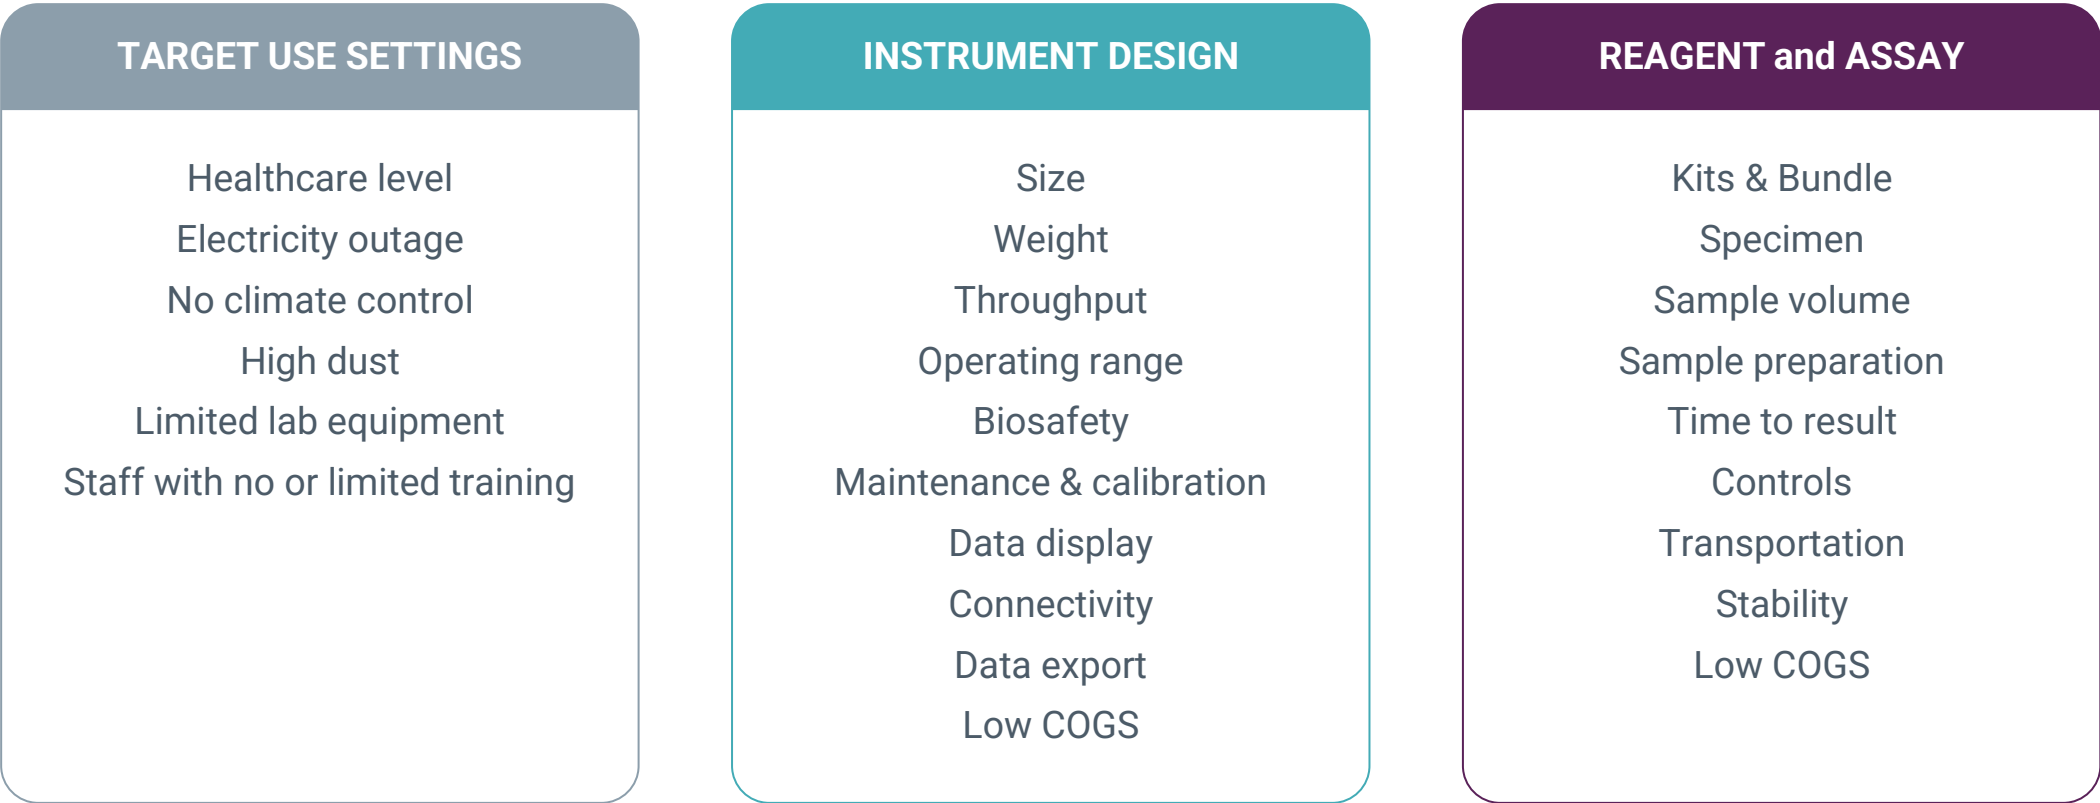 TARGET USE SETTINGS
Healthcare level
Electricity outage
No climate control
High dust
Limited lab equipment
Staff with no or limited training
INSTRUMENT DESIGN
Size
Weight
Throughput
Operating range
Biosafety
Maintenance & calibration
Data display
Connectivity
Data export
Low COGS
REAGENT and ASSAY
Kits & Bundle
Specimen
Sample volume
Sample preparation
Time to result
Controls
Transportation
Stability
Low COGS